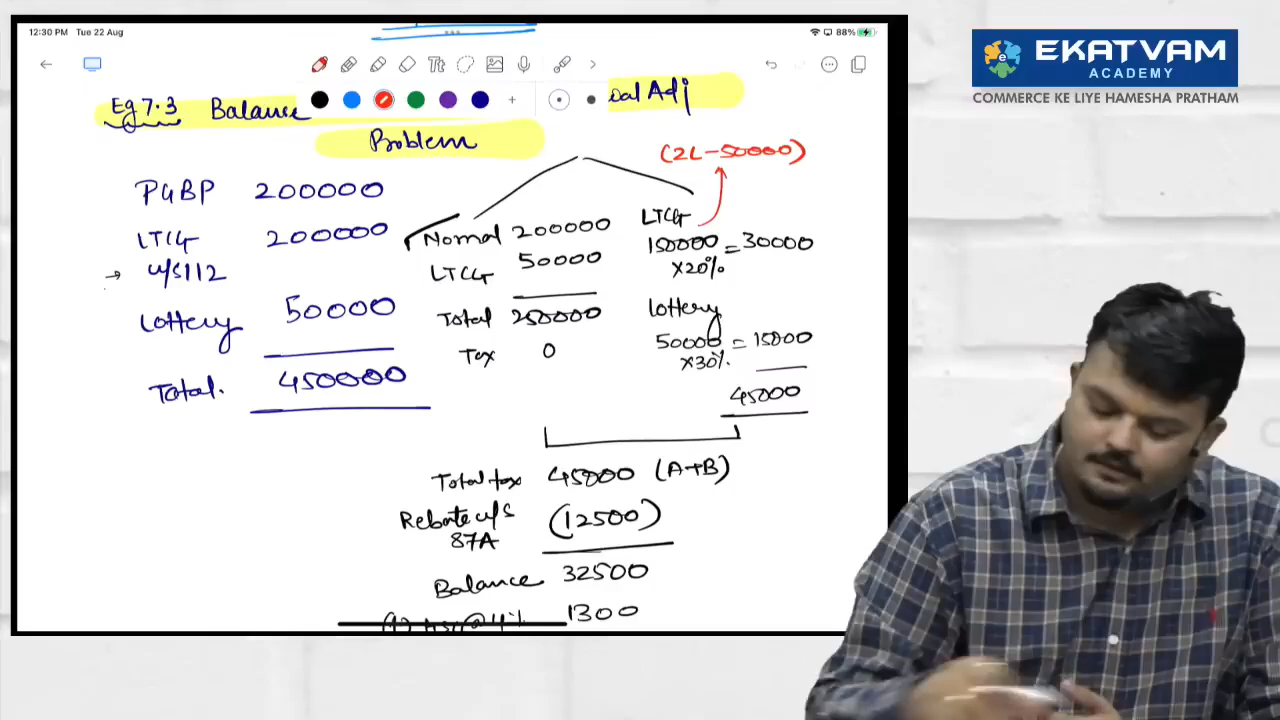 12:30 PM Tue 22 Aug
88%
EKATVAM
ACADEMY
COMMERCE KE LIYE HAMESHA PRATHAM
Eg 7.3 Balance Adj
Problem
PGBP 200000
LTCG 200000
u/s 112
Lottery 50000
Total. 450000
Normal 200000
LTCG 50000
Total 250000
Tax 0
(2L-50000)
LTCG
150000 = 30000
x20%
lottery
50000 = 15000
x30%.
45000
Total tax 45000 (A+B)
Rebate u/s (12500)
87A
Balance 32500
1300